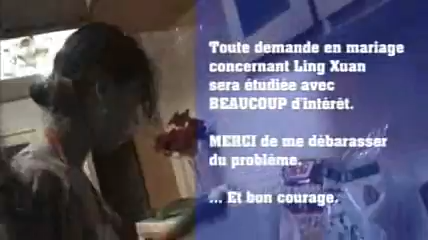 Toute demande en mariage
concernant Ling Xuan
sera étudiée avec
BEAUCOUP d'intérêt.
MERCI de me débarasser
du problème.
... Et bon courage.